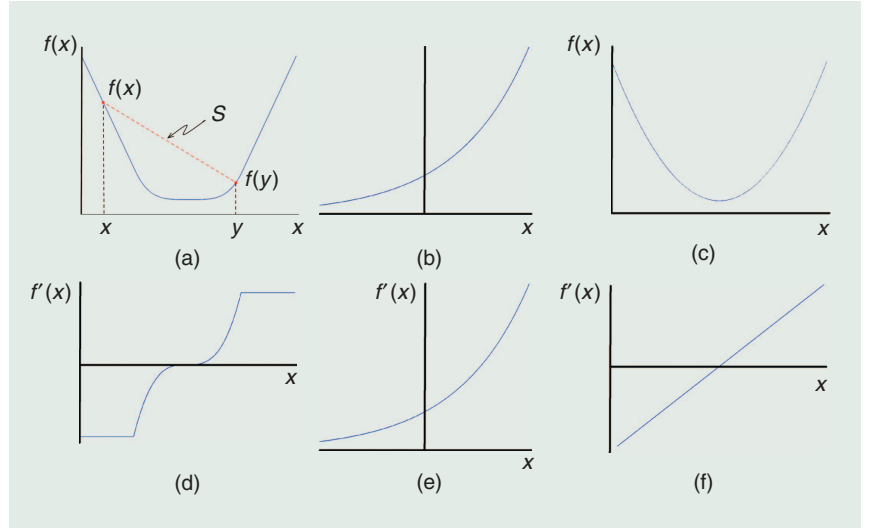 f(x)
f(x)
S
f(y)
x
y
x
(a)
x
(b)
f(x)
x
(c)
f′(x)
x
(d)
f′(x)
x
(e)
f′(x)
x
(f)